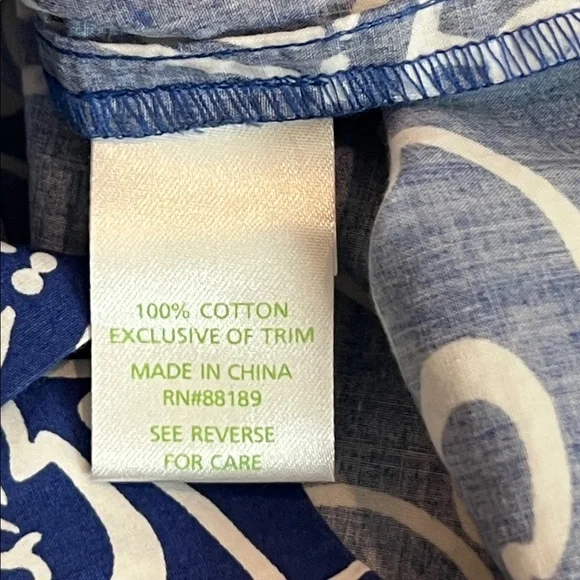 100% COTTON
EXCLUSIVE OF TRIM
MADE IN CHINA
RN#88189
SEE REVERSE
FOR CARE